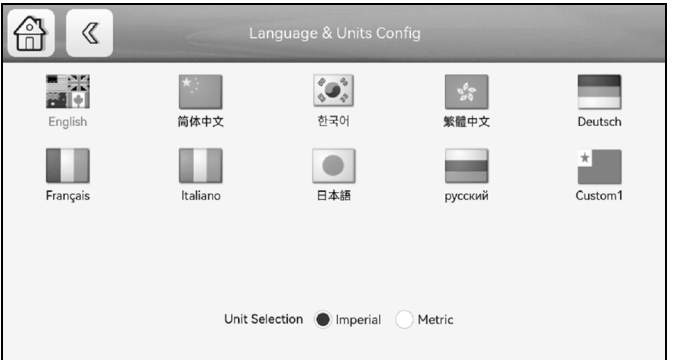 Language & Units Config
English 简体中文 한국어 繁體中文 Deutsch
Français Italiano 日本語 русский Custom1
Unit Selection Imperial Metric